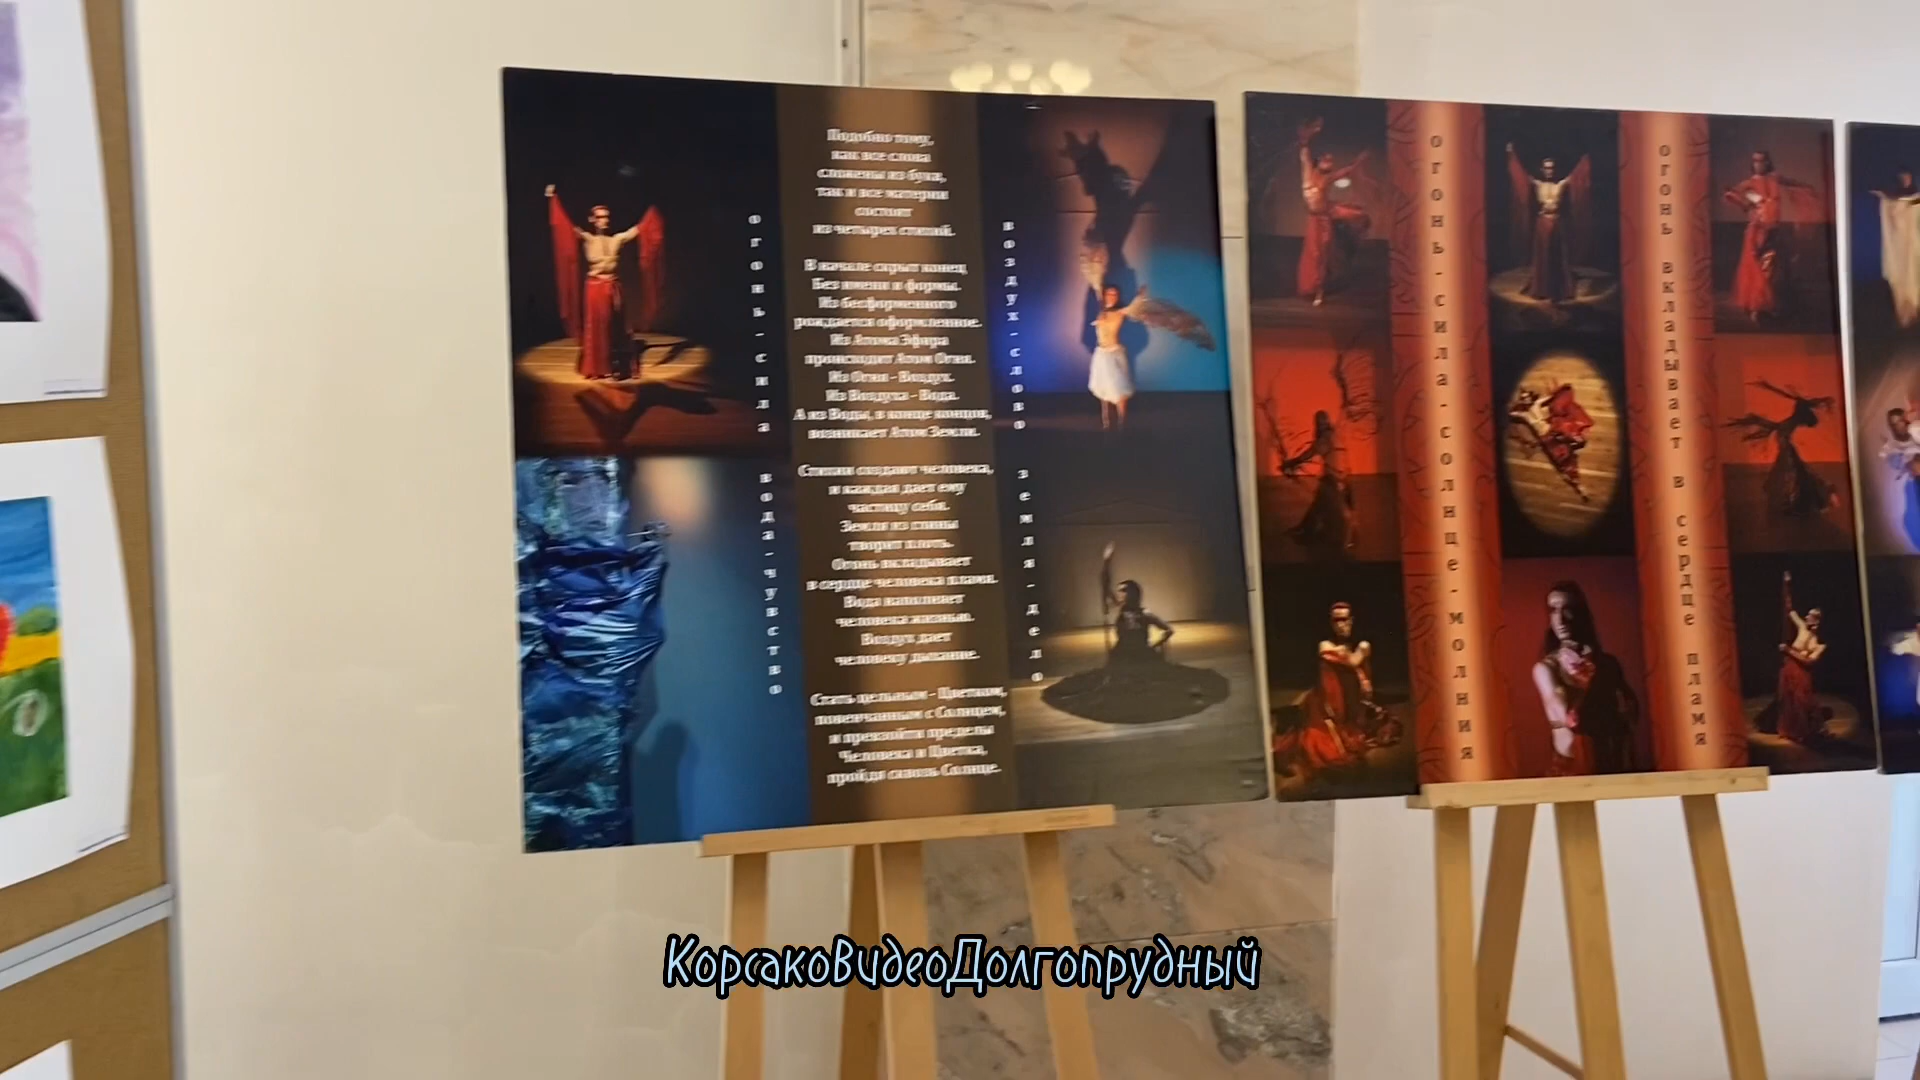 Подобно тому,
как все слова
сложены из букв,
так и все материи
состоят
из четырех стихий.
В начале скрыт конец
Без имени и формы.
Из бесформенного
рождается оформленное.
Из Атома Эфира
происходит Атом Огня.
Из Огня - Воздух.
Из Воздуха - Вода.
А из Воды, в конце концов,
возникает Атом Земли.
Стихии создают человека,
и каждая дает ему
частицу себя.
Земля из глины
творит плоть.
Огонь вкладывает
в сердце человека пламя.
Вода наполняет
человека жизнью.
Воздух дает
человеку дыхание.
Стать цельным - Цветком,
повенчанным с Солнцем,
и превзойти пределы
Человека и Цветка,
пройдя сквозь Солнце.
огонь-сила
воздух-слово
вода-чувство
земля-дело
огонь-сила-солнце-молния
огонь вкладывает в сердце пламя
КорсакоВидеоДолгопрудный